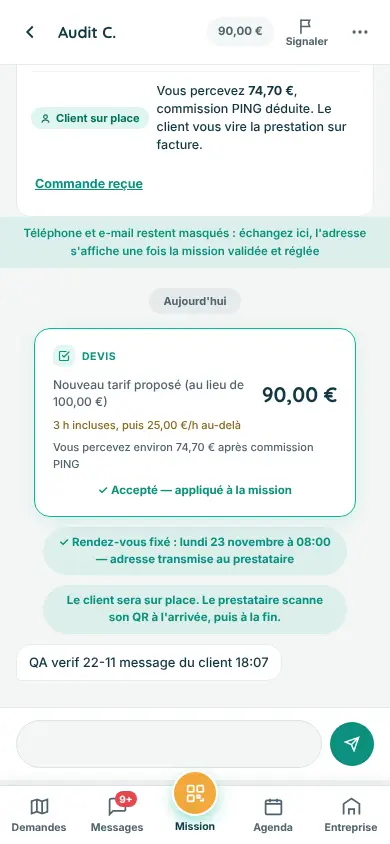 Audit C.
90,00 €
Signaler
Client sur place
Vous percevez 74,70 €,
commission PING déduite. Le
client vous vire la prestation sur
facture.
Commande reçue
Téléphone et e-mail restent masqués : échangez ici, l'adresse
s'affiche une fois la mission validée et réglée
Aujourd'hui
DEVIS
Nouveau tarif proposé (au lieu de
100,00 €)
90,00 €
3 h incluses, puis 25,00 €/h au-delà
Vous percevez environ 74,70 € après commission
PING
✓ Accepté — appliqué à la mission
✓ Rendez-vous fixé : lundi 23 novembre à 08:00
— adresse transmise au prestataire
Le client sera sur place. Le prestataire scanne
son QR à l'arrivée, puis à la fin.
QA verif 22-11 message du client 18:07
9+
Demandes
Messages
Mission
Agenda
Entreprise